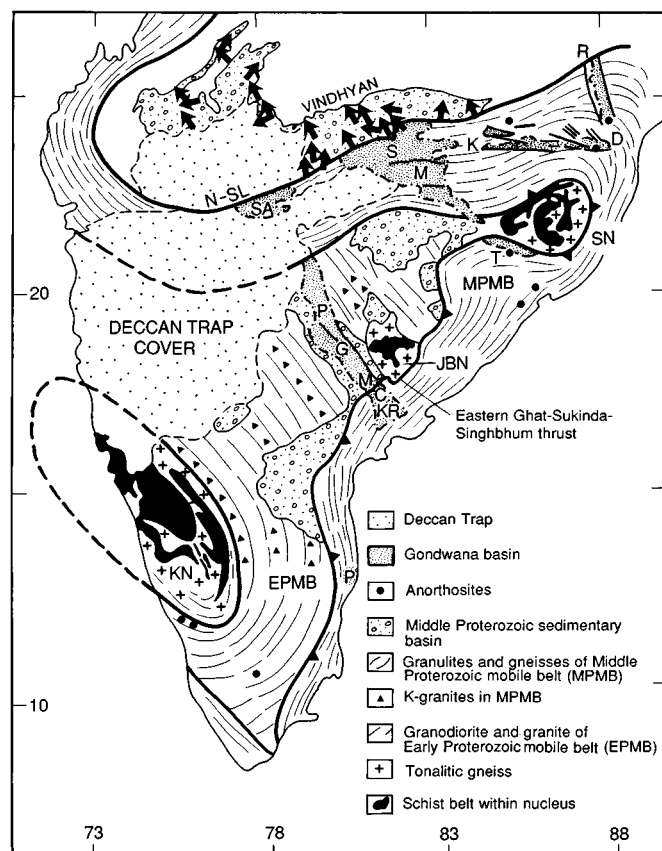 R
VINDHYAN
S
K
D
M
N-SL
SA
SN
T
20
MPMB
P
DECCAN TRAP
COVER
G
JBN
M
C
KR
Eastern Ghat-Sukinda-
Singhbhum thrust
Deccan Trap
Gondwana basin
KN
EPMB
P
Anorthosites
Middle Proterozoic sedimentary
basin
Granulites and gneisses of Middle
Proterozoic mobile belt (MPMB)
K-granites in MPMB
10
Granodiorite and granite of
Early Proterozoic mobile belt (EPMB)
Tonalitic gneiss
Schist belt within nucleus
73 78 83 88